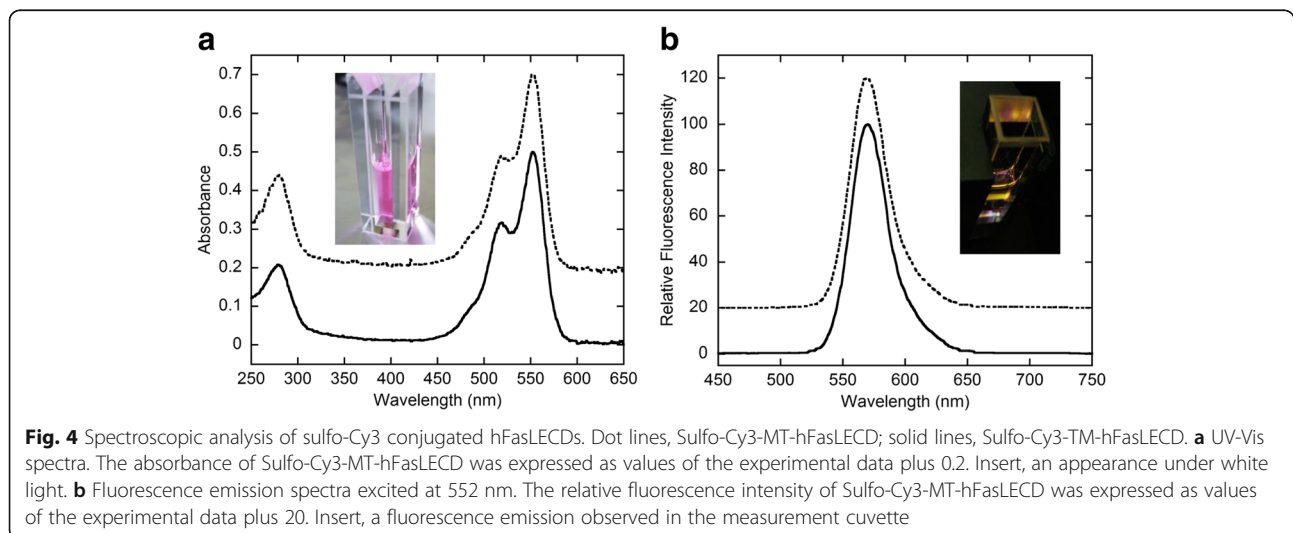 a
b
0.7
0.6
0.5
0.4
0.3
0.2
0.1
0
Absorbance
250 300 350 400 450 500 550 600 650
Wavelength (nm)
120
100
80
60
40
20
0
Relative Fluorescence Intensity
450 500 550 600 650 700 750
Wavelength (nm)
Fig. 4 Spectroscopic analysis of sulfo-Cy3 conjugated hFasLECDs. Dot lines, Sulfo-Cy3-MT-hFasLECD; solid lines, Sulfo-Cy3-TM-hFasLECD. a UV-Vis
spectra. The absorbance of Sulfo-Cy3-MT-hFasLECD was expressed as values of the experimental data plus 0.2. Insert, an appearance under white
light. b Fluorescence emission spectra excited at 552 nm. The relative fluorescence intensity of Sulfo-Cy3-MT-hFasLECD was expressed as values
of the experimental data plus 20. Insert, a fluorescence emission observed in the measurement cuvette